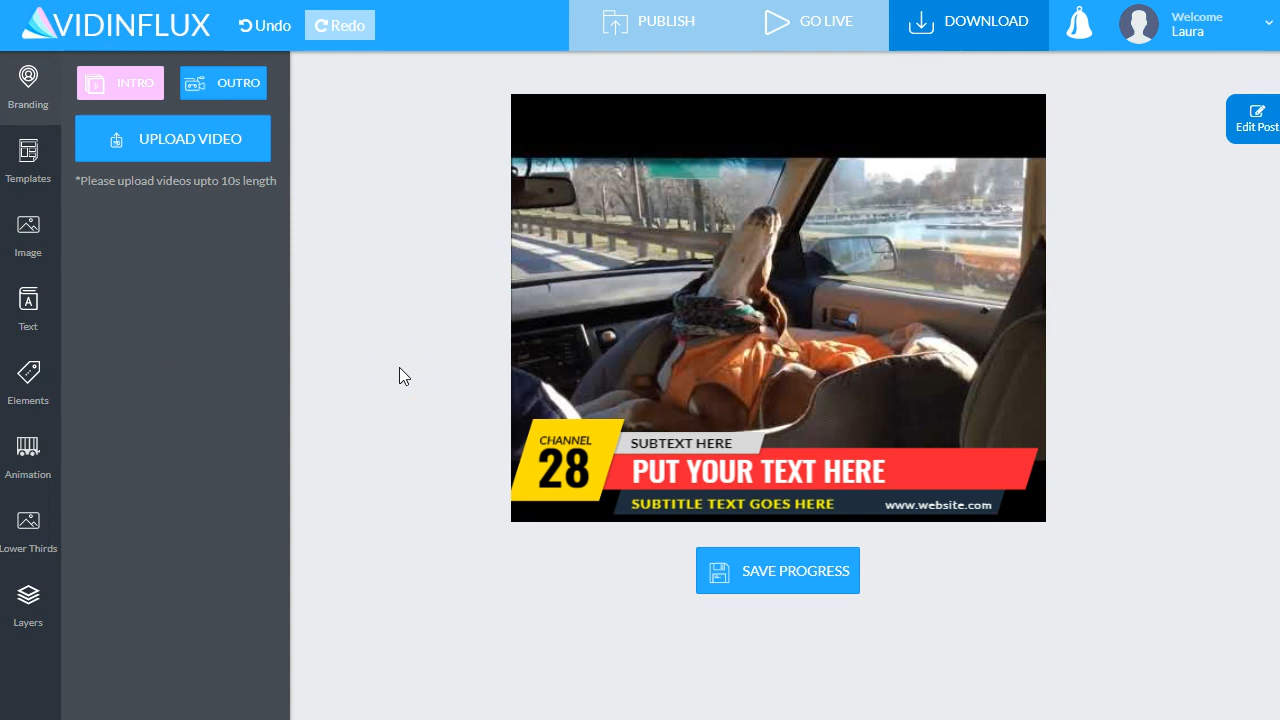 VIDINFLUX
Undo
Redo
PUBLISH
GO LIVE
DOWNLOAD
Welcome
Laura
Branding
Templates
Image
Text
Elements
Animation
Lower Thirds
Layers
INTRO
OUTRO
UPLOAD VIDEO
*Please upload videos upto 10s length
CHANNEL
28
SUBTEXT HERE
PUT YOUR TEXT HERE
SUBTITLE TEXT GOES HERE
www.website.com
SAVE PROGRESS
Edit Post